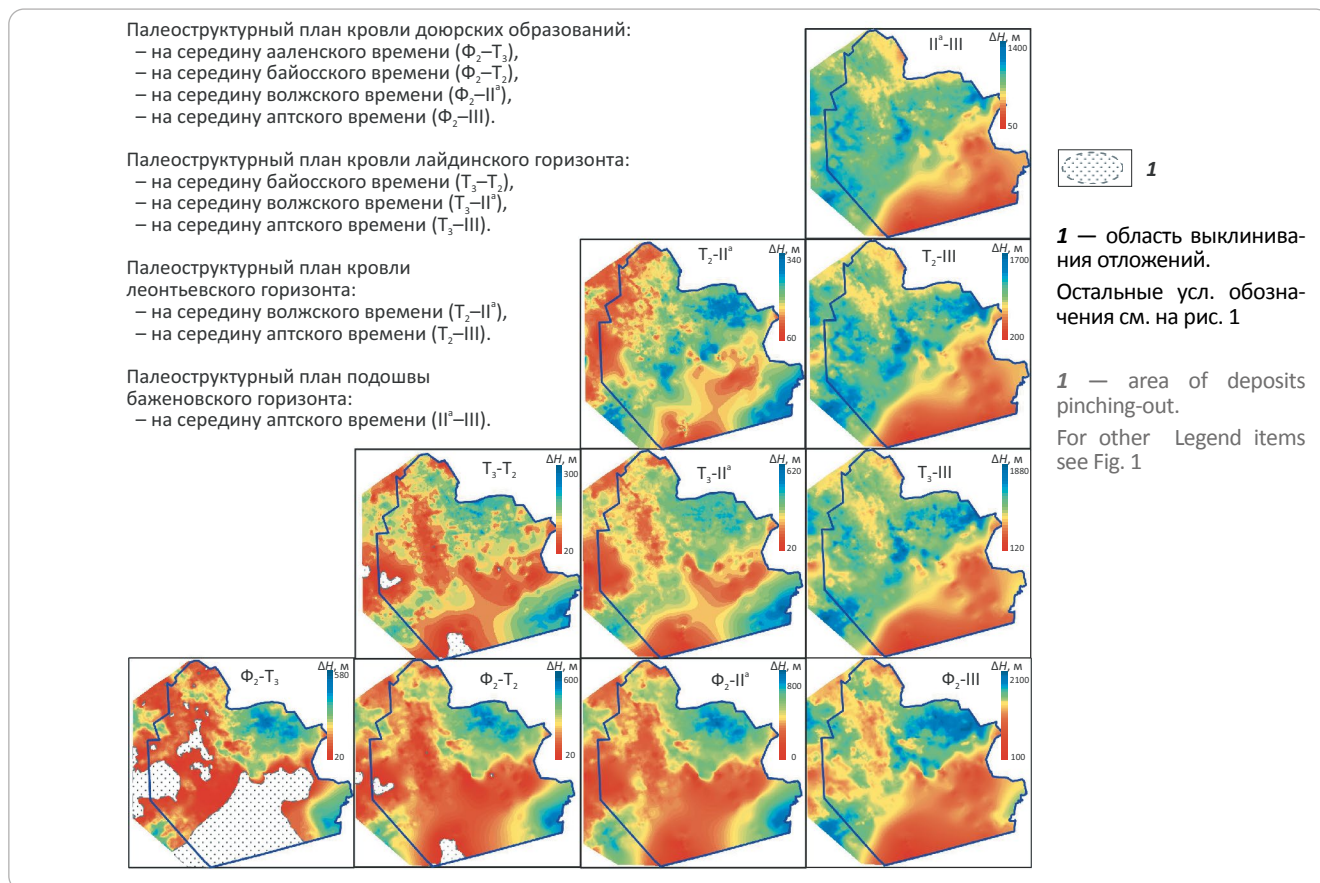 Палеоструктурный план кровли доюрских образований:
– на середину ааленского времени (Ф₂–Т₃),
– на середину байосского времени (Ф₂–Т₂),
– на середину волжского времени (Ф₂–IIᵃ),
– на середину аптского времени (Ф₂–III).
Палеоструктурный план кровли лайдинского горизонта:
– на середину байосского времени (Т₃–Т₂),
– на середину волжского времени (Т₃–IIᵃ),
– на середину аптского времени (Т₃–III).
Палеоструктурный план кровли
леонтьевского горизонта:
– на середину волжского времени (Т₂–IIᵃ),
– на середину аптского времени (Т₂–III).
Палеоструктурный план подошвы
баженовского горизонта:
– на середину аптского времени (IIᵃ–III).
IIᵃ-III
ΔH, м
1400
50
Т₂-IIᵃ
ΔH, м
340
60
Т₂-III
ΔH, м
1700
200
Т₃-Т₂
ΔH, м
300
20
Т₃-IIᵃ
ΔH, м
620
20
Т₃-III
ΔH, м
1880
120
Ф₂-Т₃
ΔH, м
580
20
Ф₂-Т₂
ΔH, м
600
20
Ф₂-IIᵃ
ΔH, м
800
0
Ф₂-III
ΔH, м
2100
100
1
1 — область выклинива-
ния отложений.
Остальные усл. обозна-
чения см. на рис. 1
1 — area of deposits
pinching-out.
For other Legend items
see Fig. 1